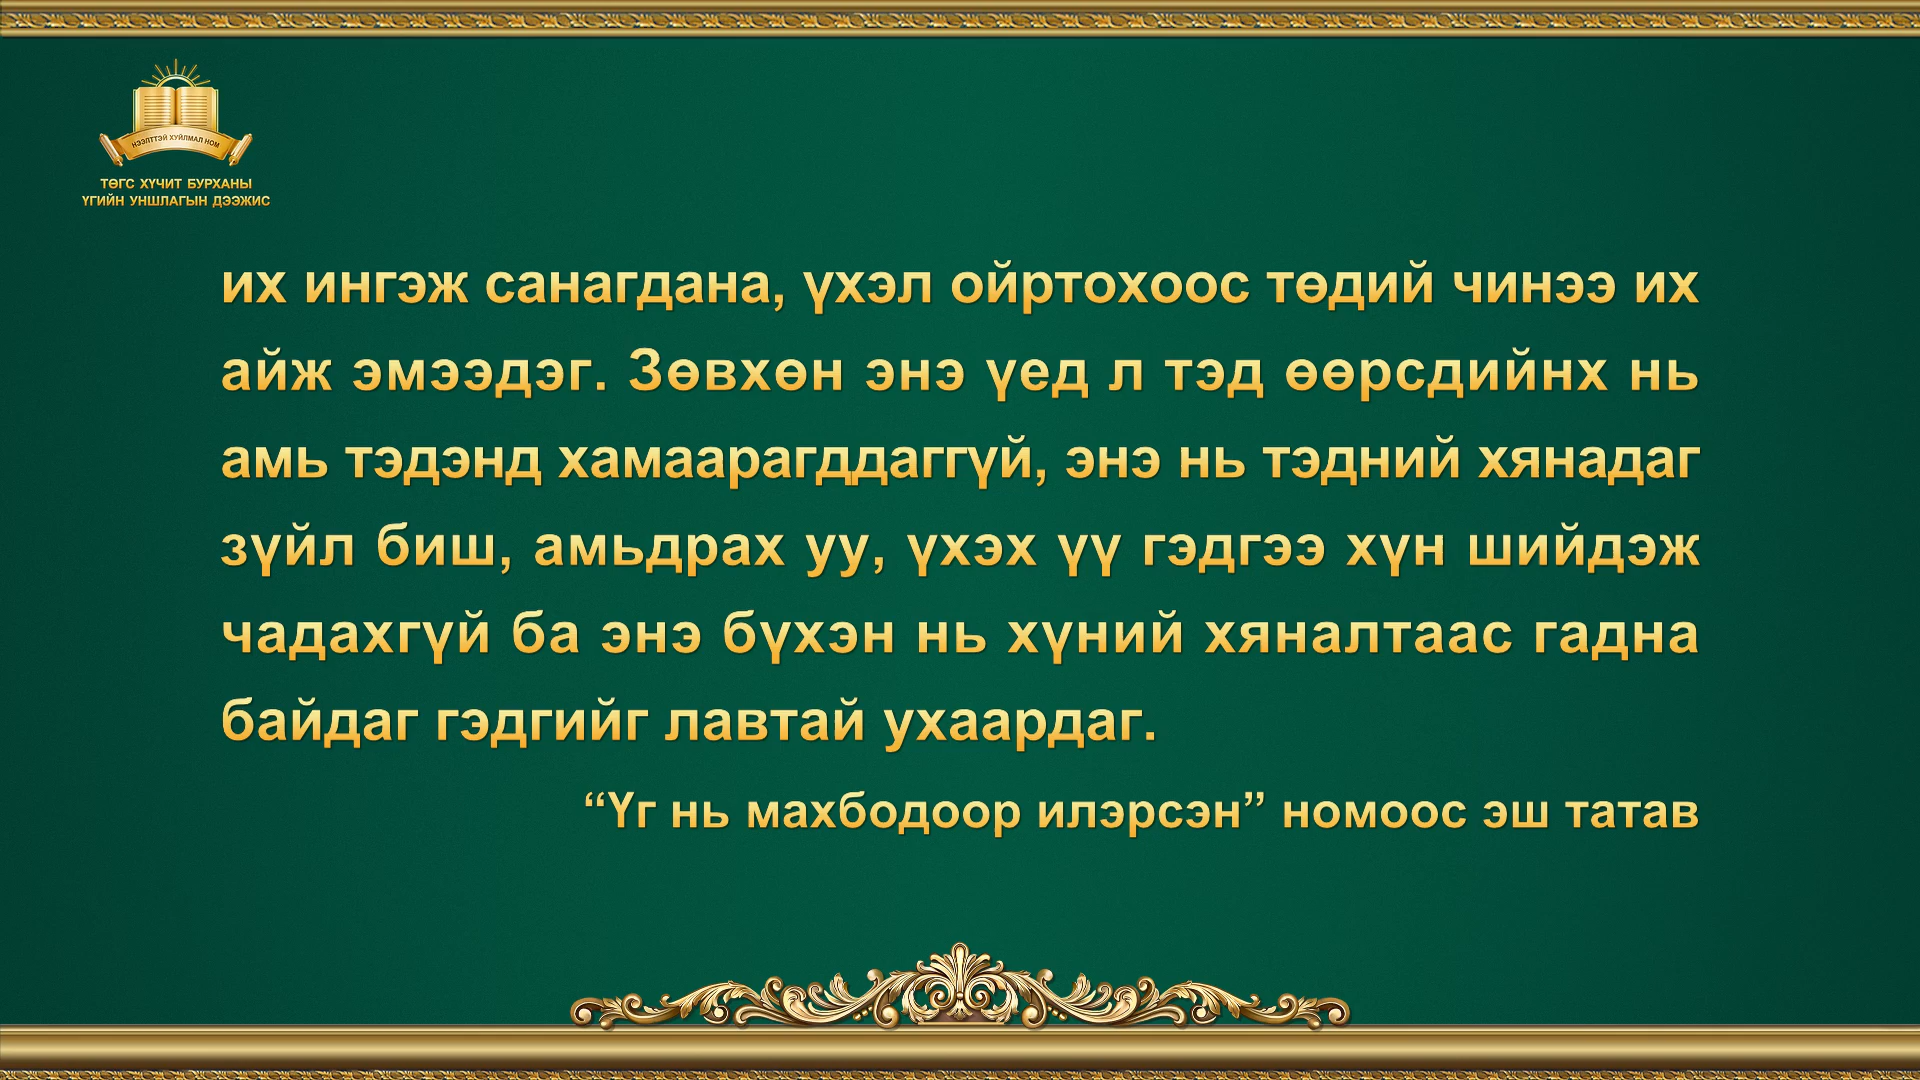 НЭЭЛТТЭЙ ХУЙЛМАЛ НОМ
ТӨГС ХҮЧИТ БУРХАНЫ
ҮГИЙН УНШЛАГЫН ДЭЭЖИС
их ингэж санагдана, үхэл ойртохоос төдий чинээ их
айж эмээдэг. Зөвхөн энэ үед л тэд өөрсдийнх нь
амь тэдэнд хамаарагддаггүй, энэ нь тэдний хянадаг
зүйл биш, амьдрах уу, үхэх үү гэдгээ хүн шийдэж
чадахгүй ба энэ бүхэн нь хүний хяналтаас гадна
байдаг гэдгийг лавтай ухаардаг.
“Үг нь махбодоор илэрсэн” номоос эш татав